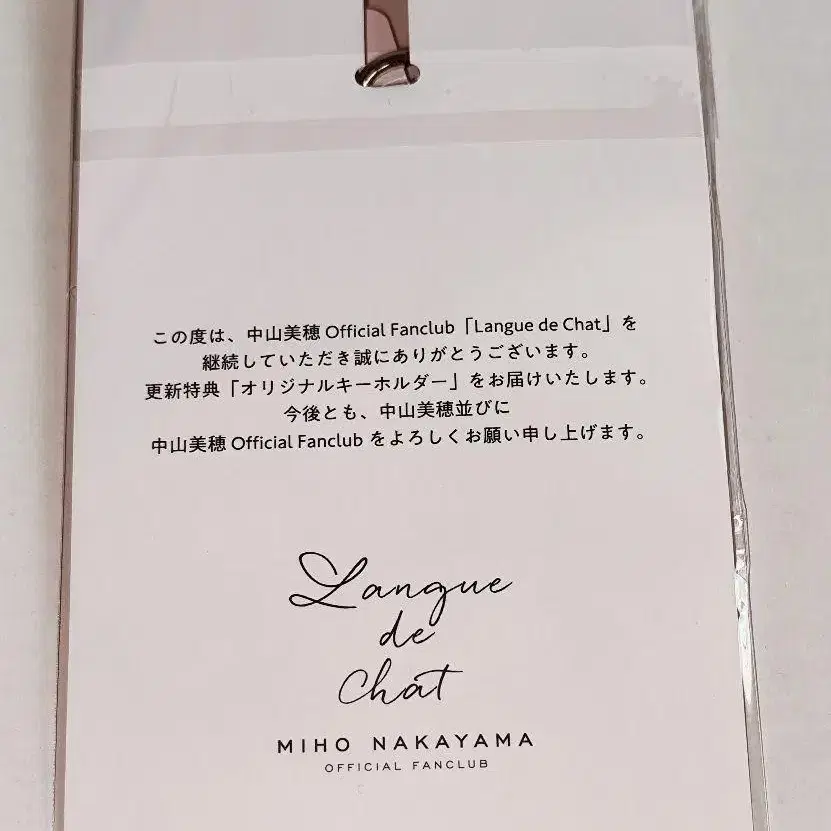 この度は、中山美穂 Official Fanclub「Langue de Chat」を
継続していただき誠にありがとうございます。
更新特典「オリジナルキーホルダー」をお届けいたします。
今後とも、中山美穂並びに
中山美穂 Official Fanclub をよろしくお願い申し上げます。
Langue
de
Chat
MIHO NAKAYAMA
OFFICIAL FANCLUB